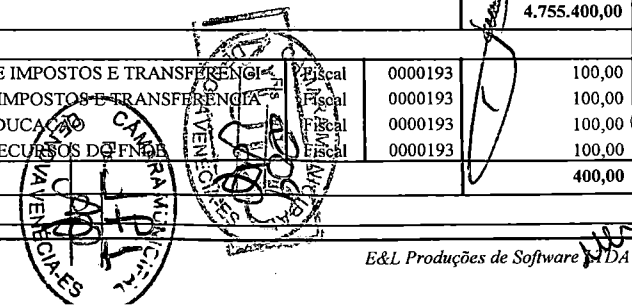 4.755.400,00
E IMPOSTOS E TRANSFERENCI Fiscal 0000193 100,00
IMPOSTOS E TRANSFERENCIA Fiscal 0000193 100,00
DUCAÇÃO Fiscal 0000193 100,00
ECURSOS DO FNDE Fiscal 0000193 100,00
400,00
CÂMARA MUNICIPAL
NOVA VENECIA-ES
E&L Produções de Software LTDA